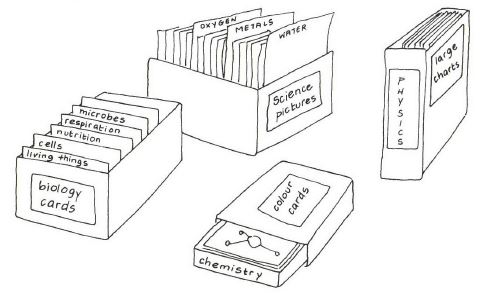 OXYGEN
METALS
WATER
Science
pictures
PHYSICS
large
charts
microbes
respiration
nutrition
cells
living things
biology
cards
colour
cards
chemistry